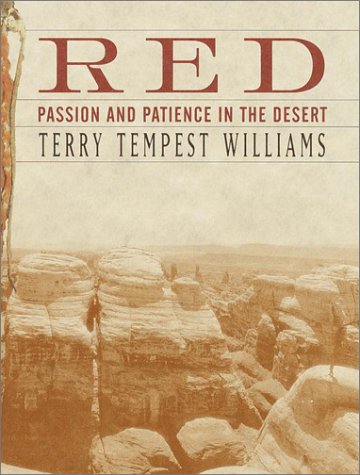 RED
PASSION AND PATIENCE IN THE DESERT
TERRY TEMPEST WILLIAMS